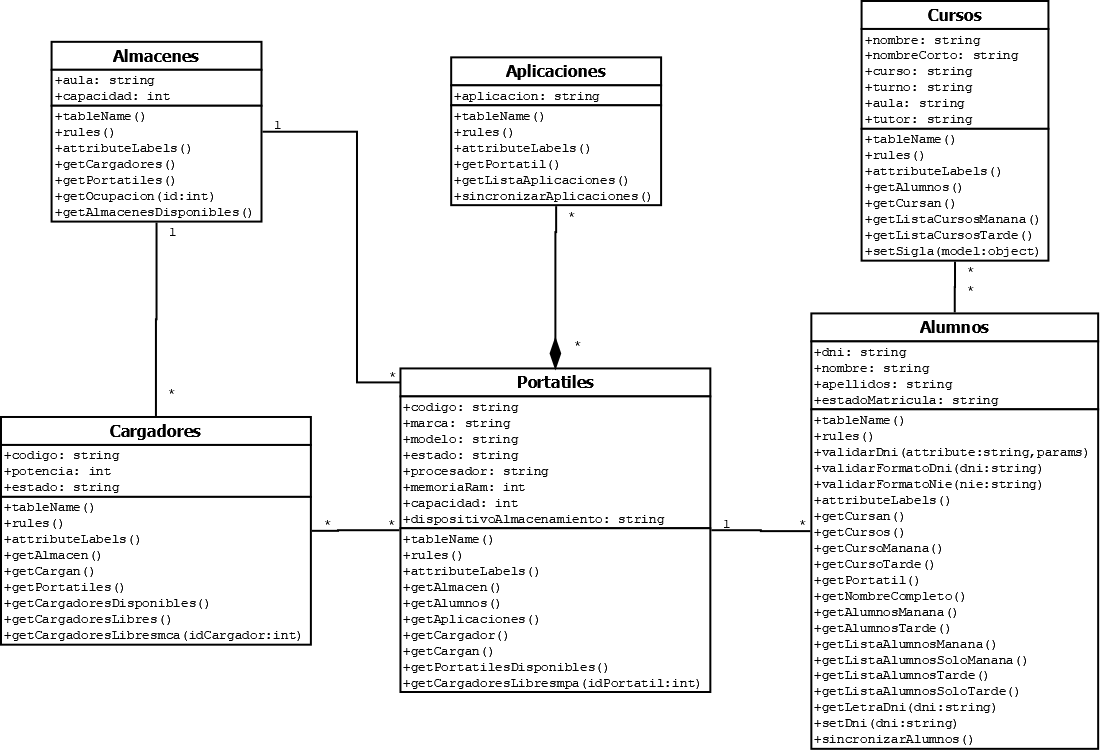 Almacenes
+aula: string
+capacidad: int
+tableName()
+rules()
+attributeLabels()
+getCargadores()
+getPortatiles()
+getOcupacion(id:int)
+getAlmacenesDisponibles()
1
1
*
*
Aplicaciones
+aplicacion: string
+tableName()
+rules()
+attributeLabels()
+getPortatil()
+getListaAplicaciones()
+sincronizarAplicaciones()
*
*
Cursos
+nombre: string
+nombreCorto: string
+curso: string
+turno: string
+aula: string
+tutor: string
+tableName()
+rules()
+attributeLabels()
+getAlumnos()
+getCursan()
+getListaCursosManana()
+getListaCursosTarde()
+setSigla(model:object)
*
*
Cargadores
+codigo: string
+potencia: int
+estado: string
+tableName()
+rules()
+attributeLabels()
+getAlmacen()
+getCargan()
+getPortatiles()
+getCargadoresDisponibles()
+getCargadoresLibres()
+getCargadoresLibresmca(idCargador:int)
*
*
Portatiles
+codigo: string
+marca: string
+modelo: string
+estado: string
+procesador: string
+memoriaRam: int
+capacidad: int
+dispositivoAlmacenamiento: string
+tableName()
+rules()
+attributeLabels()
+getAlmacen()
+getAlumnos()
+getAplicaciones()
+getCargador()
+getCargan()
+getPortatilesDisponibles()
+getCargadoresLibresmpa(idPortatil:int)
1
*
Alumnos
+dni: string
+nombre: string
+apellidos: string
+estadoMatricula: string
+tableName()
+rules()
+validarDni(attribute:string,params)
+validarFormatoDni(dni:string)
+validarFormatoNie(nie:string)
+attributeLabels()
+getCursan()
+getCursos()
+getCursoManana()
+getCursoTarde()
+getPortatil()
+getNombreCompleto()
+getAlumnosManana()
+getAlumnosTarde()
+getListaAlumnosManana()
+getListaAlumnosSoloManana()
+getListaAlumnosTarde()
+getListaAlumnosSoloTarde()
+getLetraDni(dni:string)
+setDni(dni:string)
+sincronizarAlumnos()